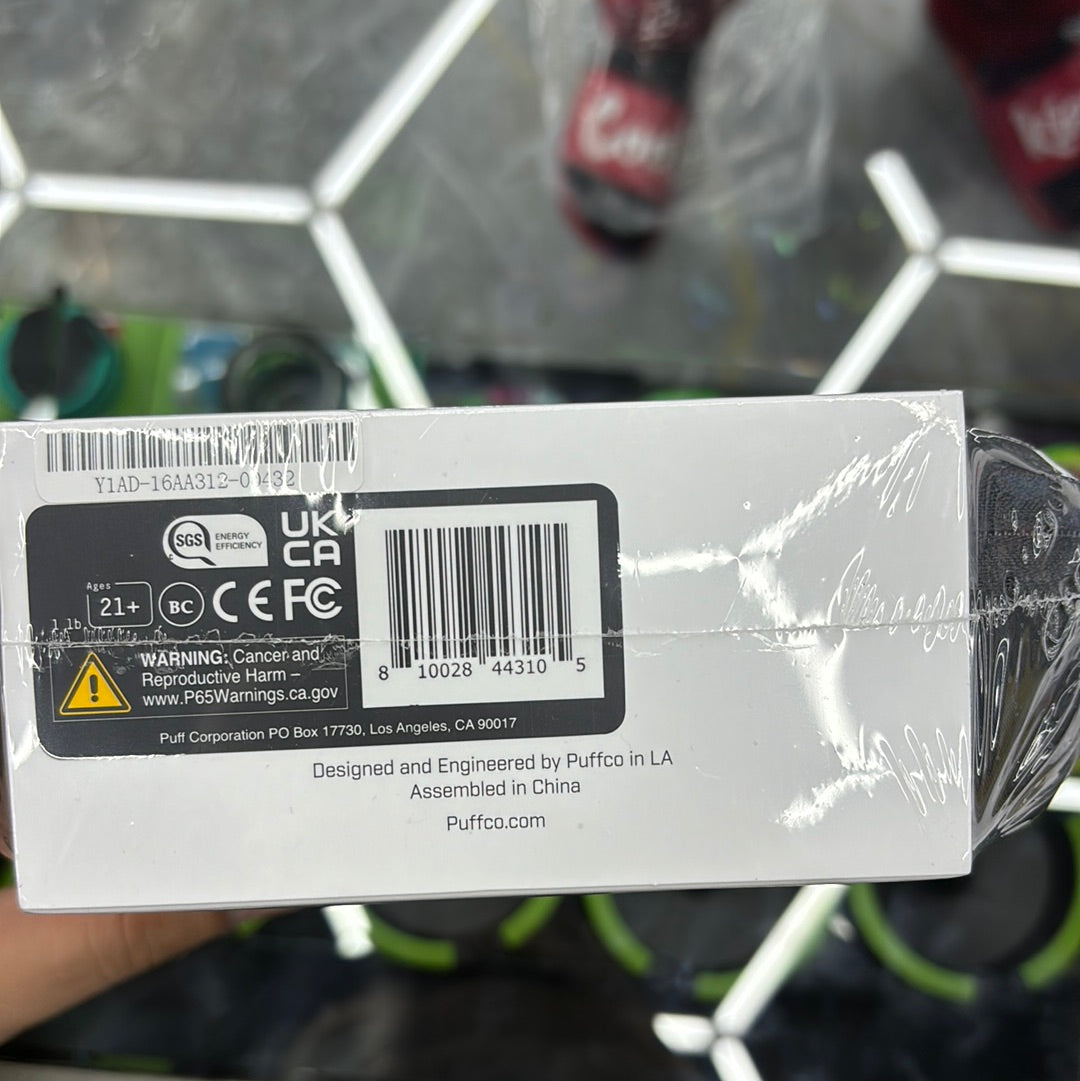 Y1AD-16AA312-00432
SGS ENERGY
EFFICIENCY
UK
CA
Ages
21+
BC
CE FC
1 lb.
WARNING: Cancer and
Reproductive Harm –
www.P65Warnings.ca.gov
8 10028 44310 5
Puff Corporation PO Box 17730, Los Angeles, CA 90017
Designed and Engineered by Puffco in LA
Assembled in China
Puffco.com